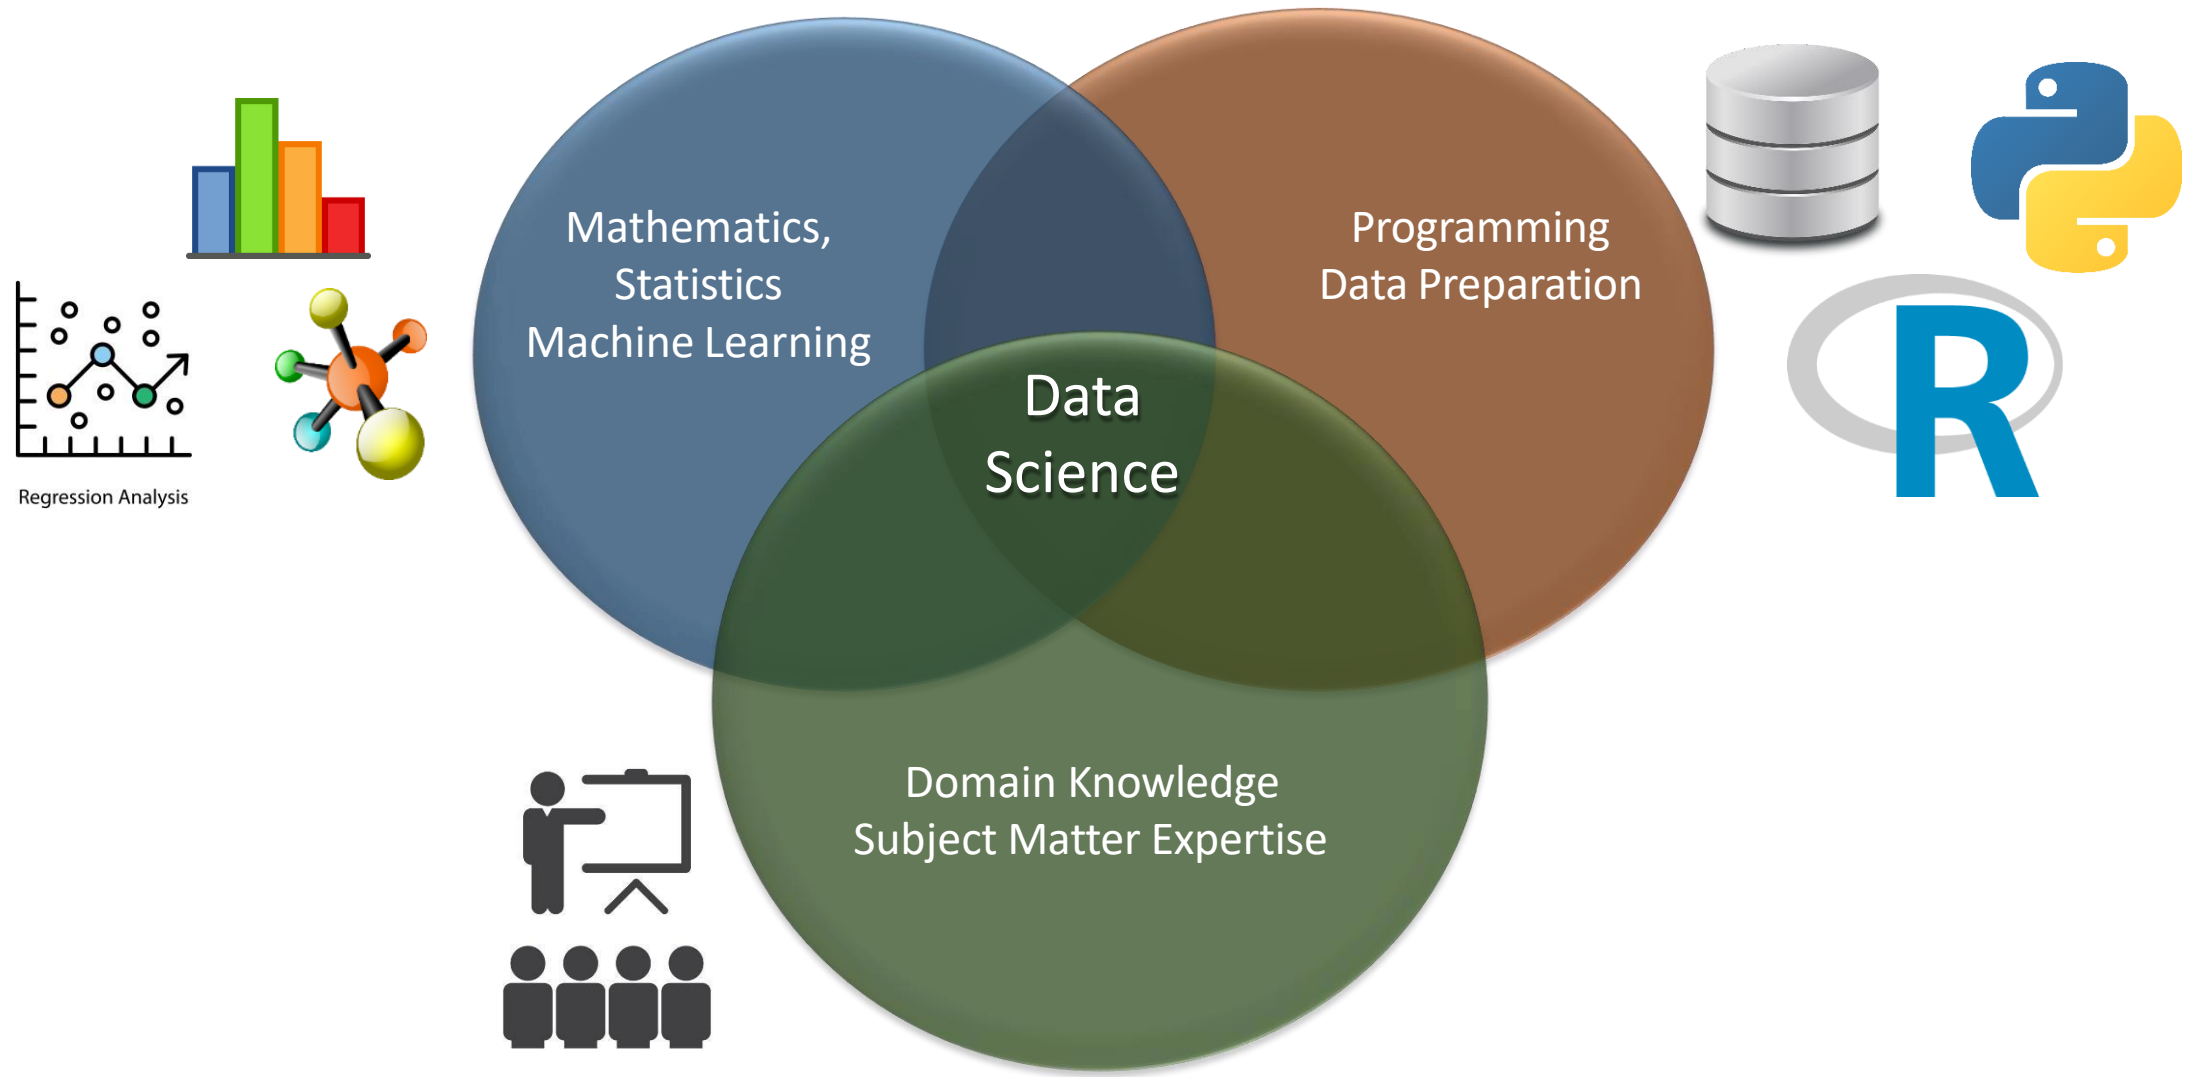 Mathematics,
Statistics
Machine Learning
Programming
Data Preparation
Data
Science
Regression Analysis
R
Domain Knowledge
Subject Matter Expertise